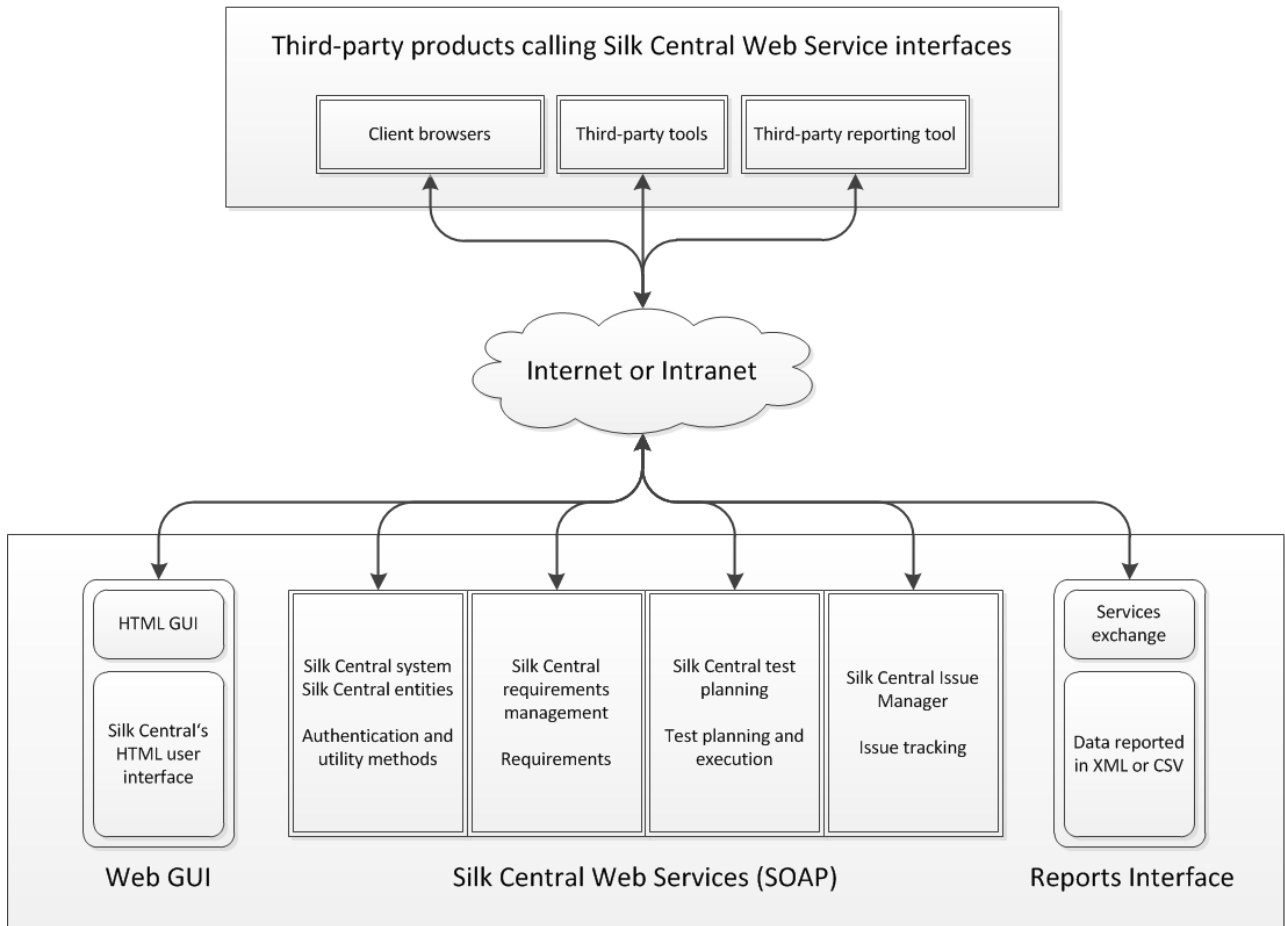 Third-party products calling Silk Central Web Service interfaces
Client browsers
Third-party tools
Third-party reporting tool
Internet or Intranet
HTML GUI
Silk Central‘s
HTML user
interface
Web GUI
Silk Central system
Silk Central entities
Authentication and
utility methods
Silk Central
requirements
management
Requirements
Silk Central test
planning
Test planning and
execution
Silk Central Issue
Manager
Issue tracking
Silk Central Web Services (SOAP)
Services
exchange
Data reported
in XML or CSV
Reports Interface